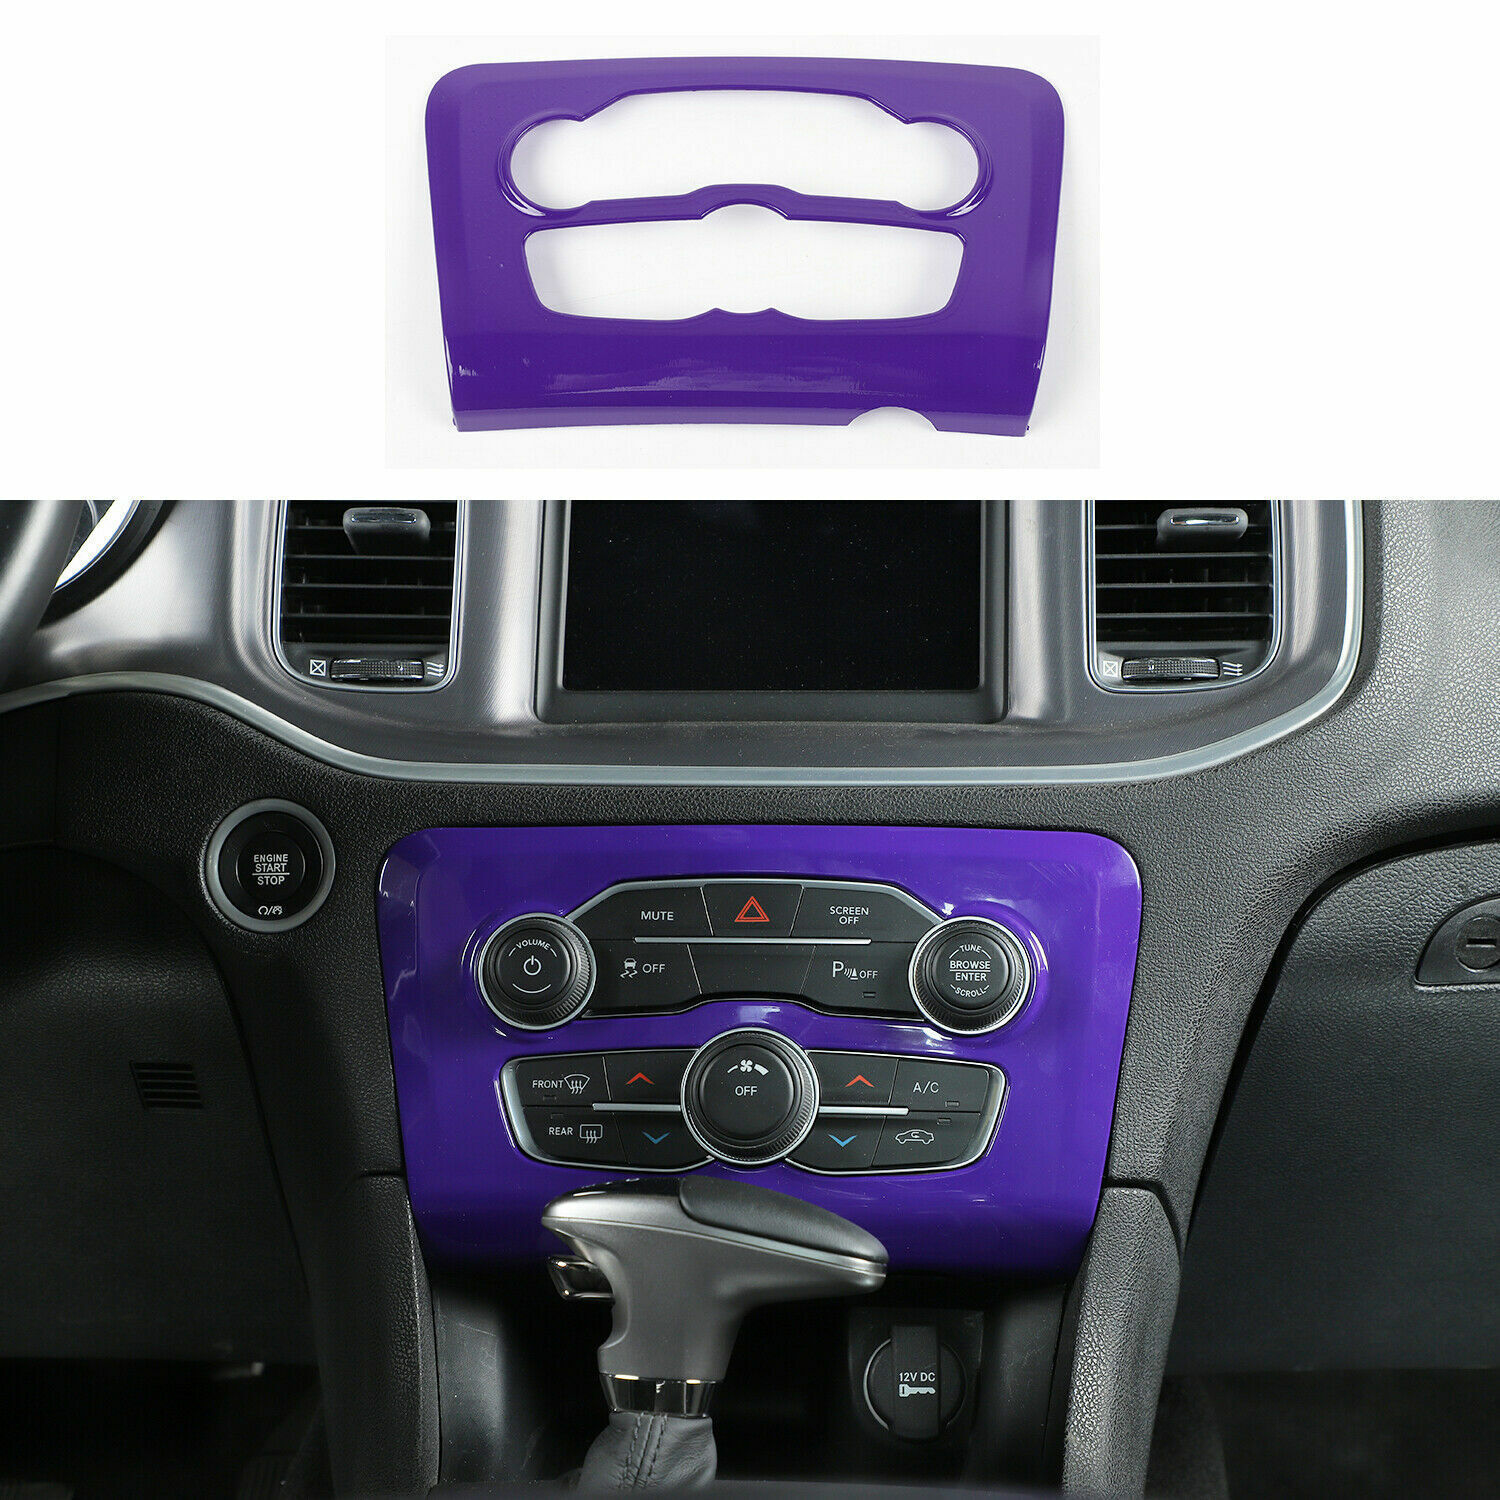 ENGINE
START
STOP
MUTE
SCREEN
OFF
VOLUME
OFF
P OFF
TUNE
BROWSE
ENTER
SCROLL
FRONT
OFF
A/C
REAR
12V DC